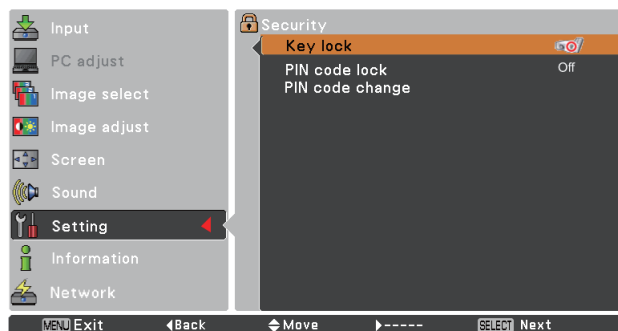 Input
PC adjust
Image select
Image adjust
Screen
Sound
Setting
Information
Network
Security
Key lock
PIN code lock Off
PIN code change
MENU Exit ◀Back ◆Move ▶----- SELECT Next